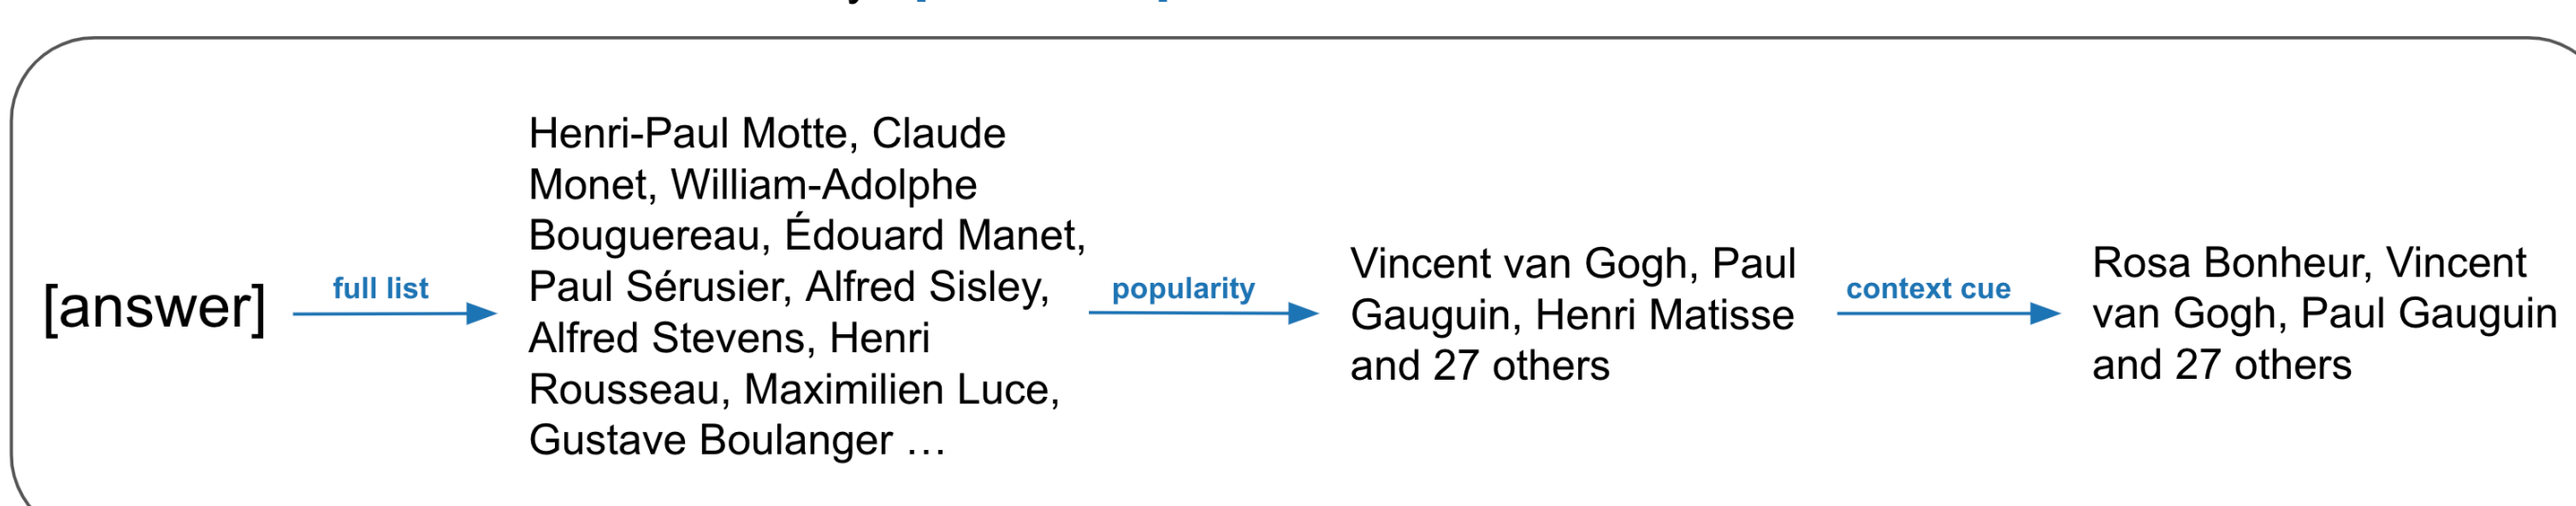 [answer]
full list
Henri-Paul Motte, Claude
Monet, William-Adolphe
Bouguereau, Édouard Manet,
Paul Sérusier, Alfred Sisley,
Alfred Stevens, Henri
Rousseau, Maximilien Luce,
Gustave Boulanger …
popularity
Vincent van Gogh, Paul
Gauguin, Henri Matisse
and 27 others
context cue
Rosa Bonheur, Vincent
van Gogh, Paul Gauguin
and 27 others